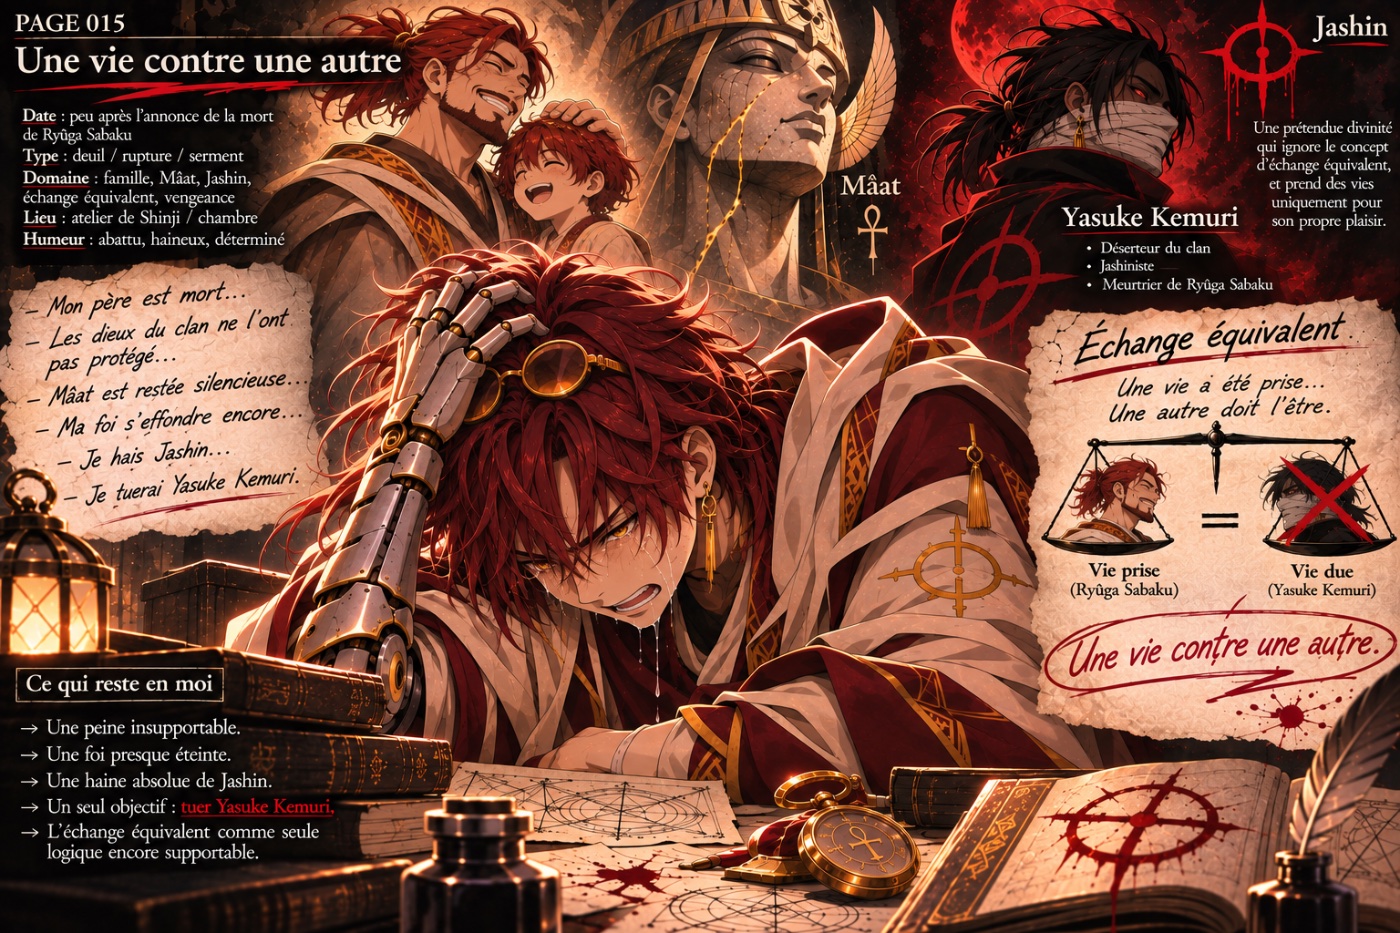 PAGE 015
Une vie contre une autre
Date : peu après l'annonce de la mort
de Ryûga Sabaku
Type : deuil / rupture / serment
Domaine : famille, Mâat, Jashin,
échange équivalent, vengeance
Lieu : atelier de Shinji / chambre
Humeur : abattu, haineux, déterminé
– Mon père est mort...
– Les dieux du clan ne l'ont
pas protégé...
– Mâat est restée silencieuse...
– Ma foi s'effondre encore...
– Je hais Jashin...
– Je tuerai Yasuke Kemuri.
Mâat
Jashin
Une prétendue divinité
qui ignore le concept
d'échange équivalent,
et prend des vies
uniquement pour
son propre plaisir.
Yasuke Kemuri
• Déserteur du clan
• Jashiniste
• Meurtrier de Ryûga Sabaku
Échange équivalent
Une vie a été prise...
Une autre doit l'être.
=
Vie prise
(Ryûga Sabaku)
Vie due
(Yasuke Kemuri)
Une vie contre une autre.
Ce qui reste en moi
→ Une peine insupportable.
→ Une foi presque éteinte.
→ Une haine absolue de Jashin.
→ Un seul objectif : tuer Yasuke Kemuri,
→ L'échange équivalent comme seule
logique encore supportable.